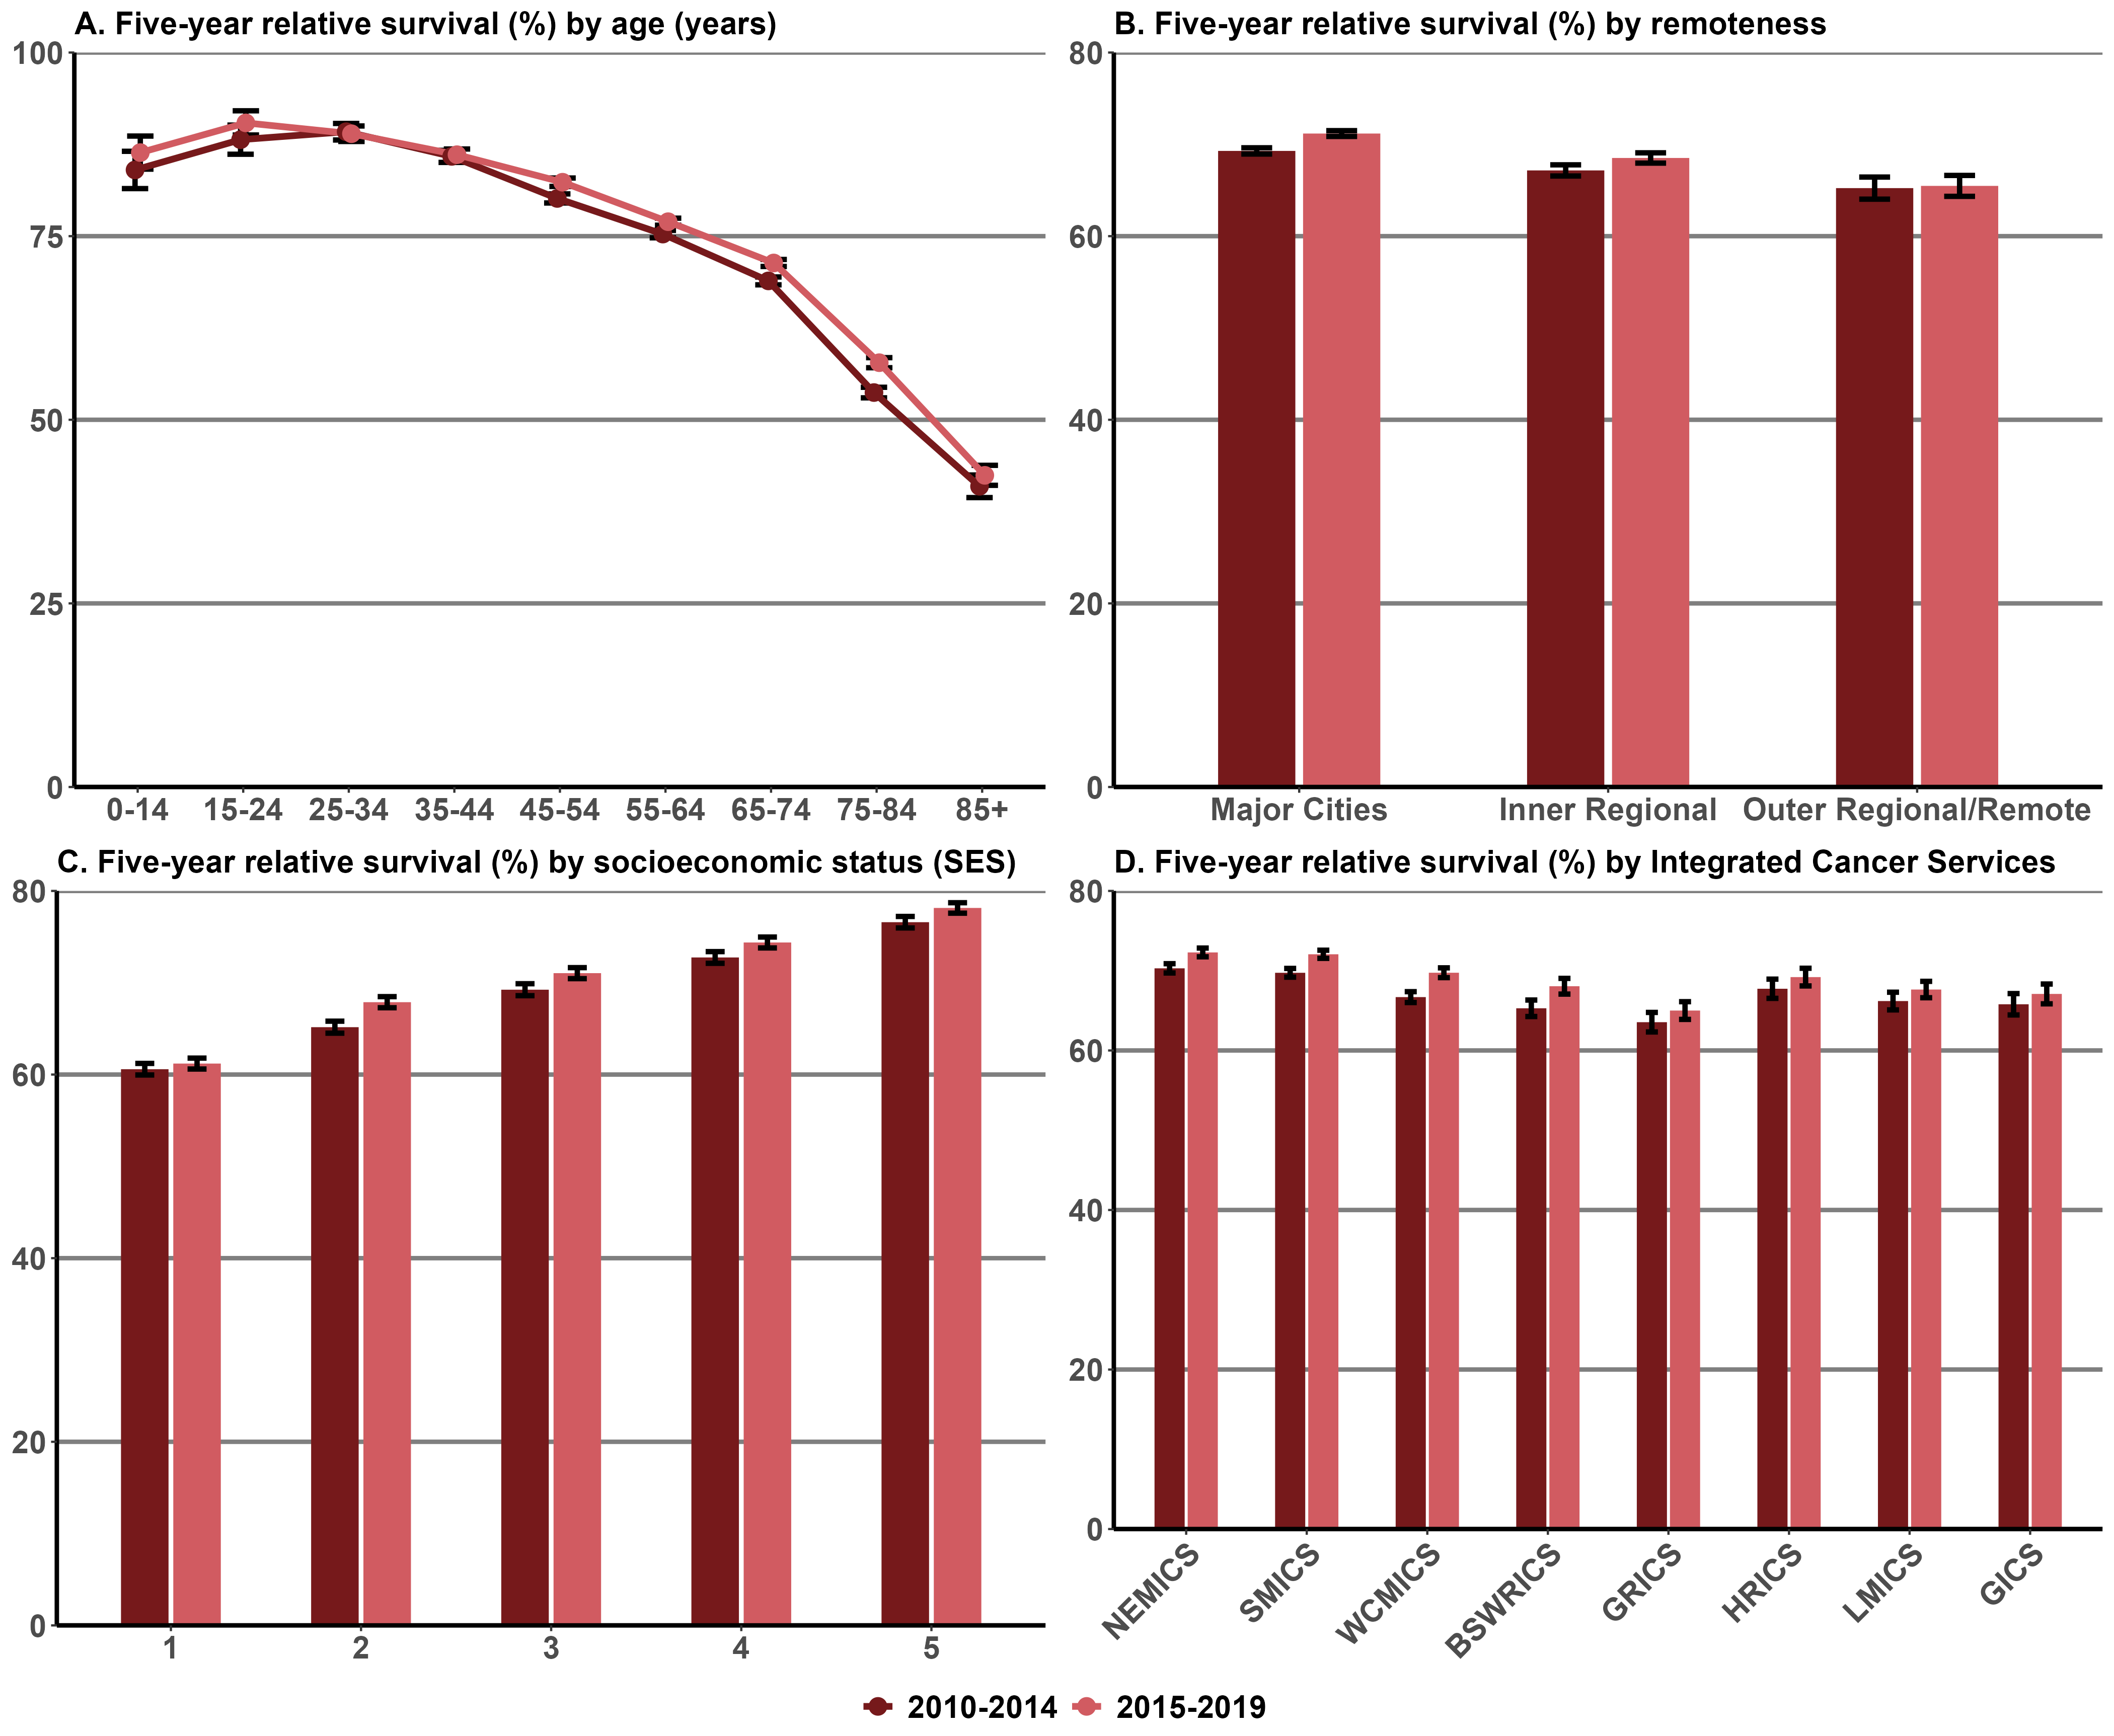 A. Five-year relative survival (%) by age (years)
100
75
50
25
0
0-14 15-24 25-34 35-44 45-54 55-64 65-74 75-84 85+
B. Five-year relative survival (%) by remoteness
80
60
40
20
0
Major Cities Inner Regional Outer Regional/Remote
C. Five-year relative survival (%) by socioeconomic status (SES)
80
60
40
20
0
1 2 3 4 5
D. Five-year relative survival (%) by Integrated Cancer Services
80
60
40
20
0
NEMICS SMICS WCMICS BSWRICS GRICS HRICS LMICS GICS
2010-2014 2015-2019